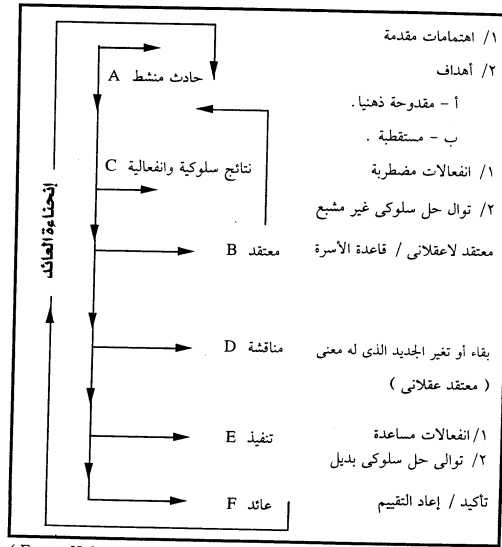 ١/ اهتمامات مقدمة
٢/ أهداف
حادث منشط A
أ - مقدوحة ذهنيا.
ب - مستقطبة .
نتائج سلوكية وانفعالية C
١/ انفعالات مضطربة
٢/ توال حل سلوكى غير مشبع
معتقد B
معتقد لاعقلانى / قاعدة الأسرة
إنحناءة العائد
مناقشة D
بقاء أو تغير الجديد الذى له معنى
( معتقد عقلانى )
تنفيذ E
١/ انفعالات مساعدة
٢/ توالى حل سلوكى بديل
عائد F
تأكيد / إعاد التقييم